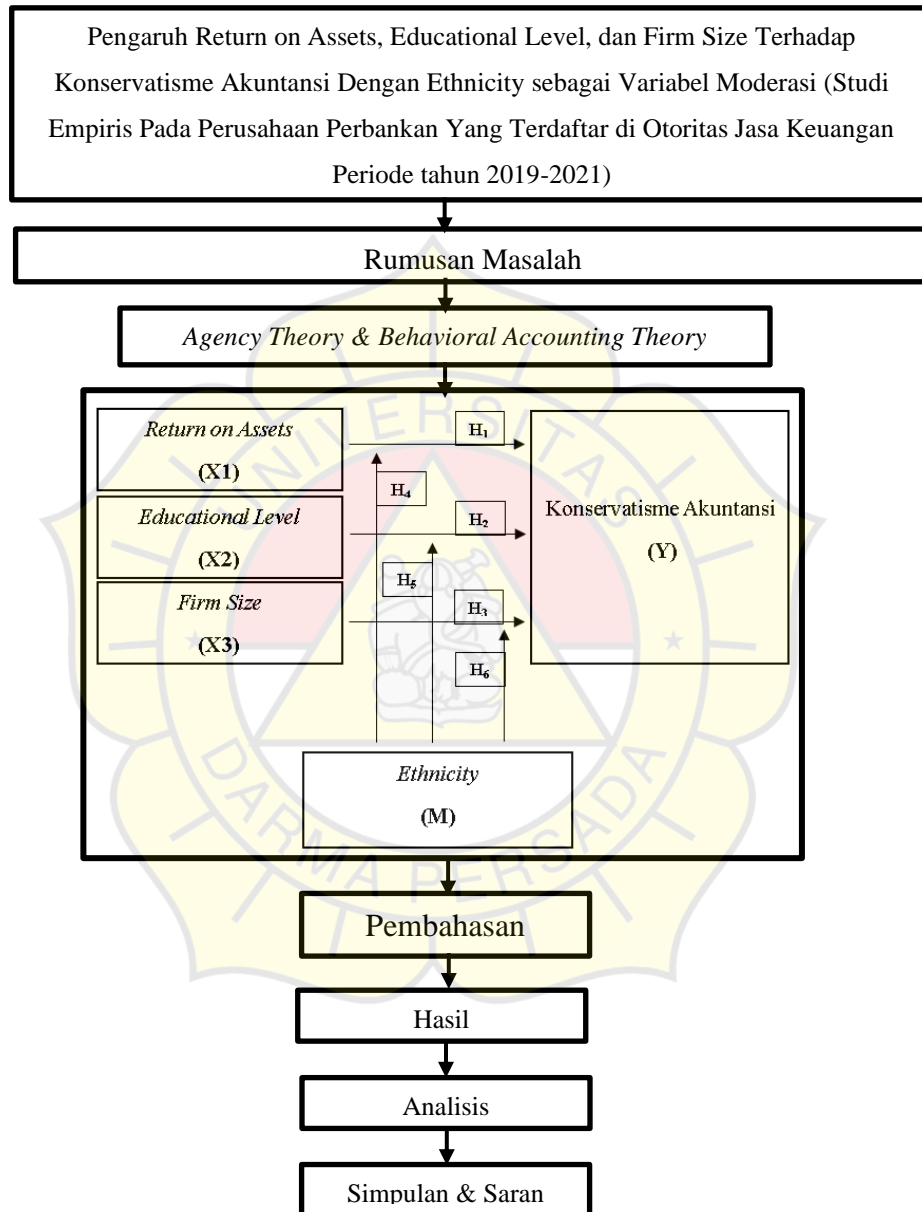 Pengaruh Return on Assets, Educational Level, dan Firm Size Terhadap
Konservatisme Akuntansi Dengan Ethnicity sebagai Variabel Moderasi (Studi
Empiris Pada Perusahaan Perbankan Yang Terdaftar di Otoritas Jasa Keuangan
Periode tahun 2019-2021)
Rumusan Masalah
Agency Theory & Behavioral Accounting Theory
Return on Assets
(X1)
Educational Level
(X2)
Firm Size
(X3)
H₁
H₄
H₂
H₅
H₃
H₆
Konservatisme Akuntansi
(Y)
Ethnicity
(M)
UNIVERSITAS
DARMA PERSADA
Pembahasan
Hasil
Analisis
Simpulan & Saran